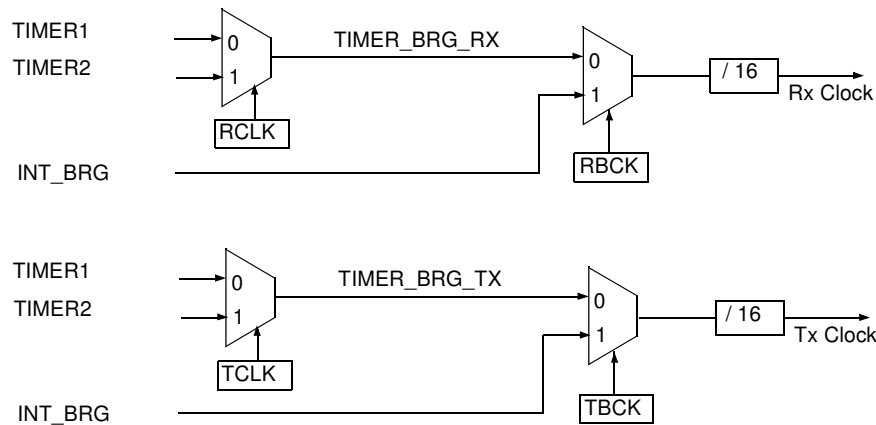 TIMER1
0
TIMER_BRG_RX
TIMER2
1
0
/ 16
1
Rx Clock
RCLK
RBCK
INT_BRG
TIMER1
0
TIMER_BRG_TX
TIMER2
1
0
/ 16
1
Tx Clock
TCLK
TBCK
INT_BRG